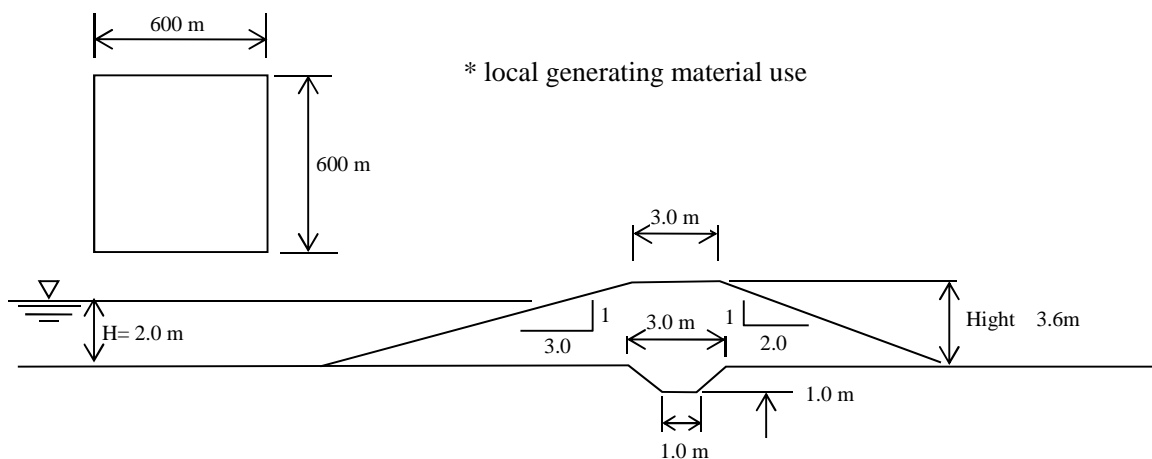 600 m
* local generating material use
600 m
3.0 m
H= 2.0 m
1
3.0
3.0 m
1
2.0
Hight 3.6m
1.0 m
1.0 m